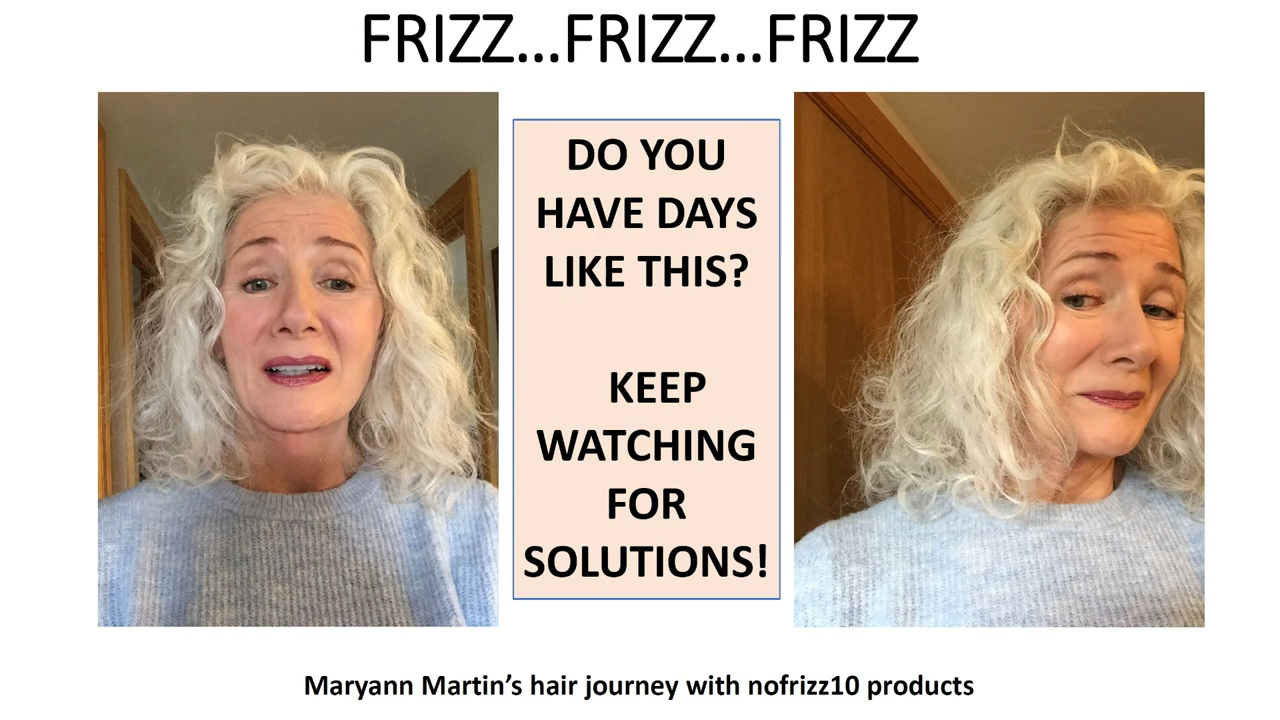 FRIZZ...FRIZZ...FRIZZ
DO YOU
HAVE DAYS
LIKE THIS?
KEEP
WATCHING
FOR
SOLUTIONS!
Maryann Martin’s hair journey with nofrizz10 products